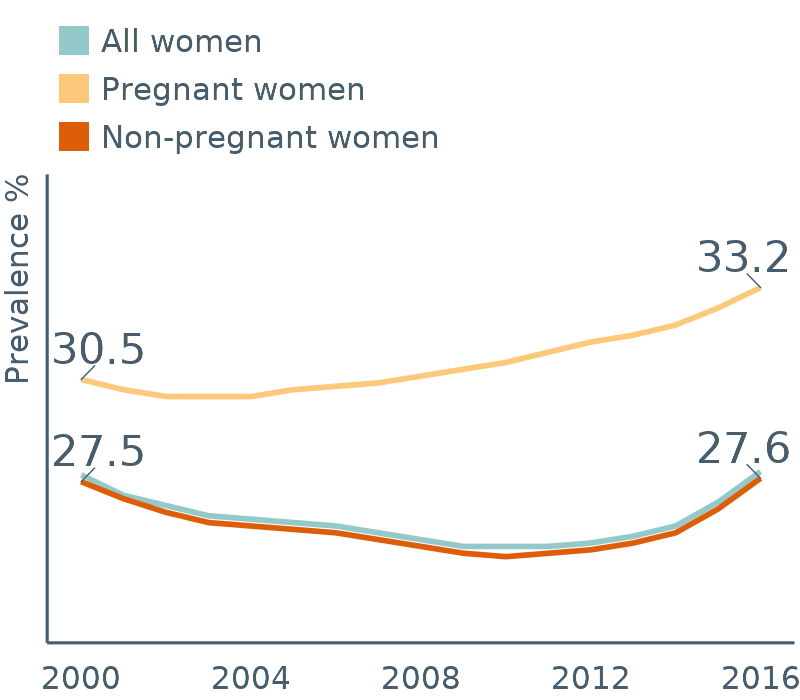 All women
Pregnant women
Non-pregnant women
Prevalence %
33.2
30.5
27.5
27.6
2000 2004 2008 2012 2016